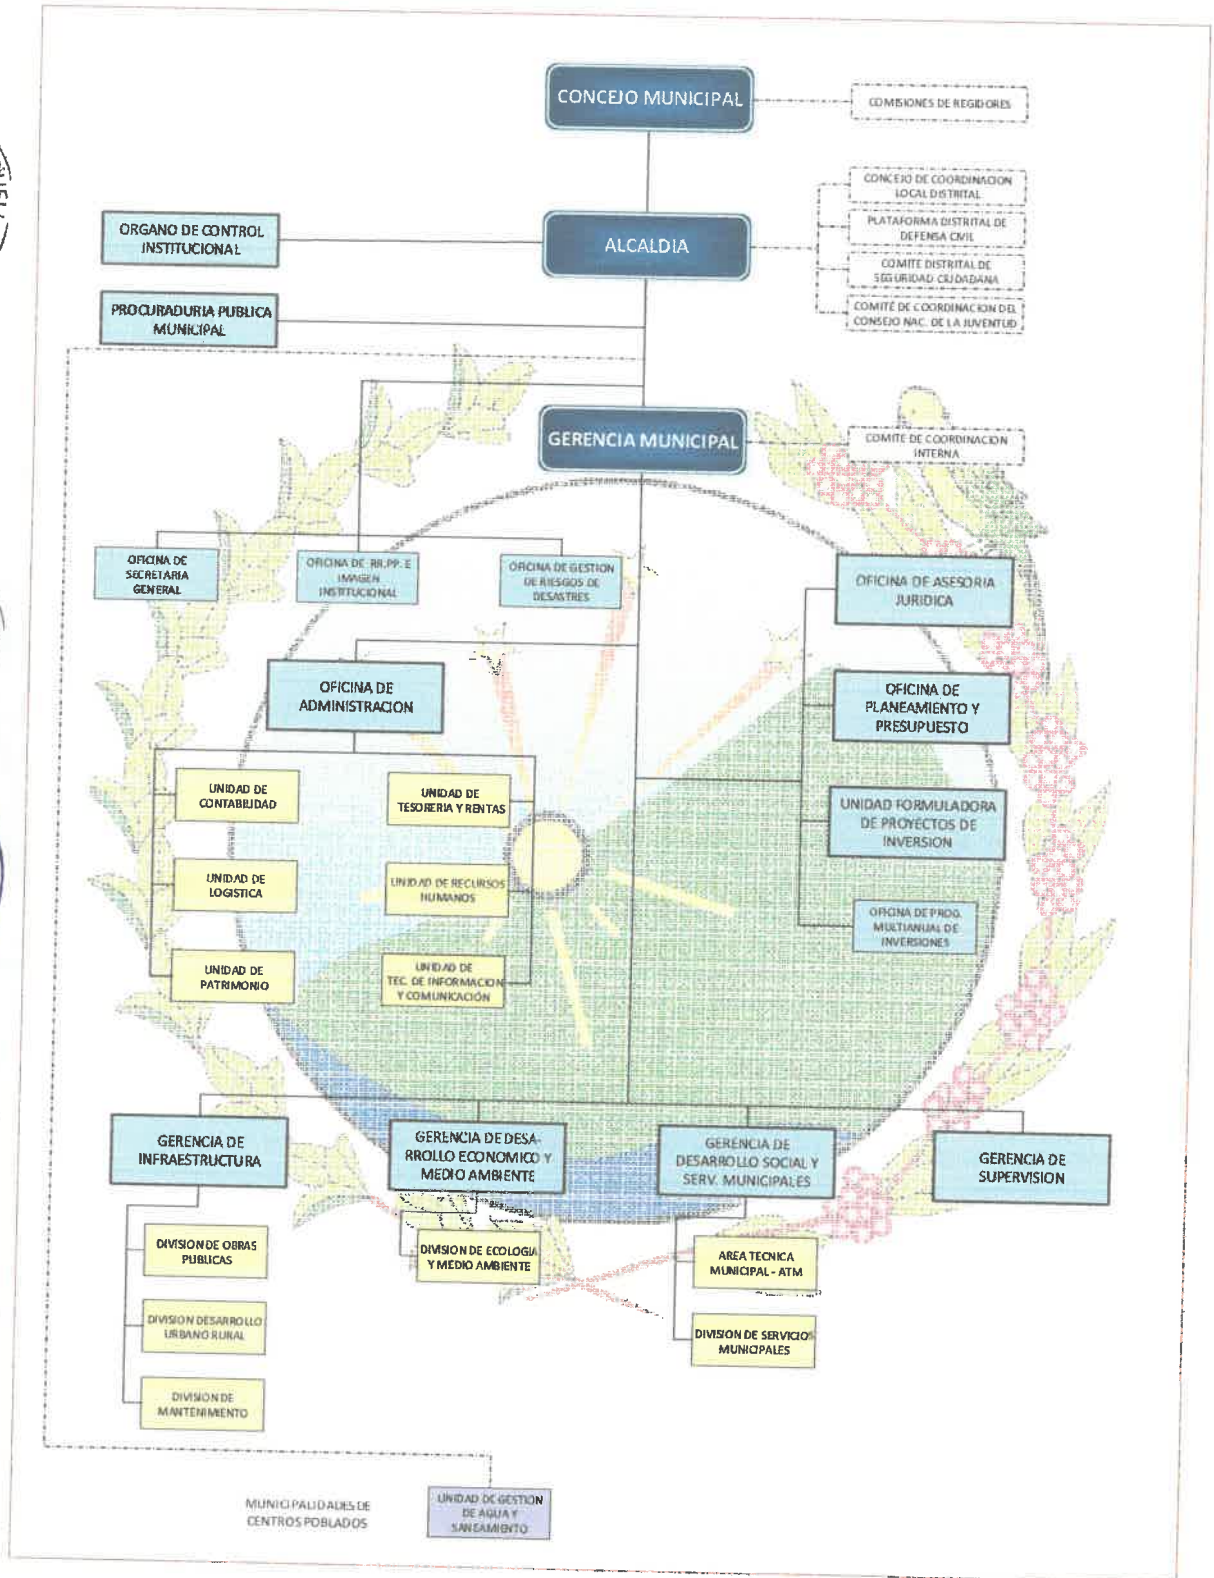 CONCEJO MUNICIPAL
COMISIONES DE REGIDORES
CONCEJO DE COORDINACION
LOCAL DISTRITAL
PLATAFORMA DISTRITAL DE
DEFENSA CIVIL
COMITE DISTRITAL DE
SEGURIDAD CIUDADANA
COMITÉ DE COORDINACION DEL
CONSEJO NAC. DE LA JUVENTUD
ORGANO DE CONTROL
INSTITUCIONAL
ALCALDIA
PROCURADURIA PUBLICA
MUNICIPAL
GERENCIA MUNICIPAL
COMITE DE COORDINACION
INTERNA
OFICINA DE
SECRETARIA
GENERAL
OFICINA DE RR.PP. E
IMAGEN
INSTITUCIONAL
OFICINA DE GESTION
DE RIESGOS DE
DESASTRES
OFICINA DE ASESORIA
JURIDICA
OFICINA DE
ADMINISTRACION
OFICINA DE
PLANEAMIENTO Y
PRESUPUESTO
UNIDAD DE
CONTABILIDAD
UNIDAD DE
TESORERIA Y RENTAS
UNIDAD FORMULADORA
DE PROYECTOS DE
INVERSION
UNIDAD DE
LOGISTICA
UNIDAD DE RECURSOS
HUMANOS
OFICINA DE PROG.
MULTIANUAL DE
INVERSIONES
UNIDAD DE
PATRIMONIO
UNIDAD DE
TEC. DE INFORMACION
Y COMUNICACIÓN
GERENCIA DE
INFRAESTRUCTURA
GERENCIA DE DESA-
RROLLO ECONOMICO Y
MEDIO AMBIENTE
GERENCIA DE
DESARROLLO SOCIAL Y
SERV. MUNICIPALES
GERENCIA DE
SUPERVISION
DIVISION DE OBRAS
PUBLICAS
DIVISION DE ECOLOGIA
Y MEDIO AMBIENTE
AREA TECNICA
MUNICIPAL - ATM
DIVISION DESARROLLO
URBANO RURAL
DIVISION DE SERVICIOS
MUNICIPALES
DIVISION DE
MANTENIMIENTO
MUNICIPALIDADES DE
CENTROS POBLADOS
UNIDAD DE GESTION
DE AGUA Y
SANEAMIENTO